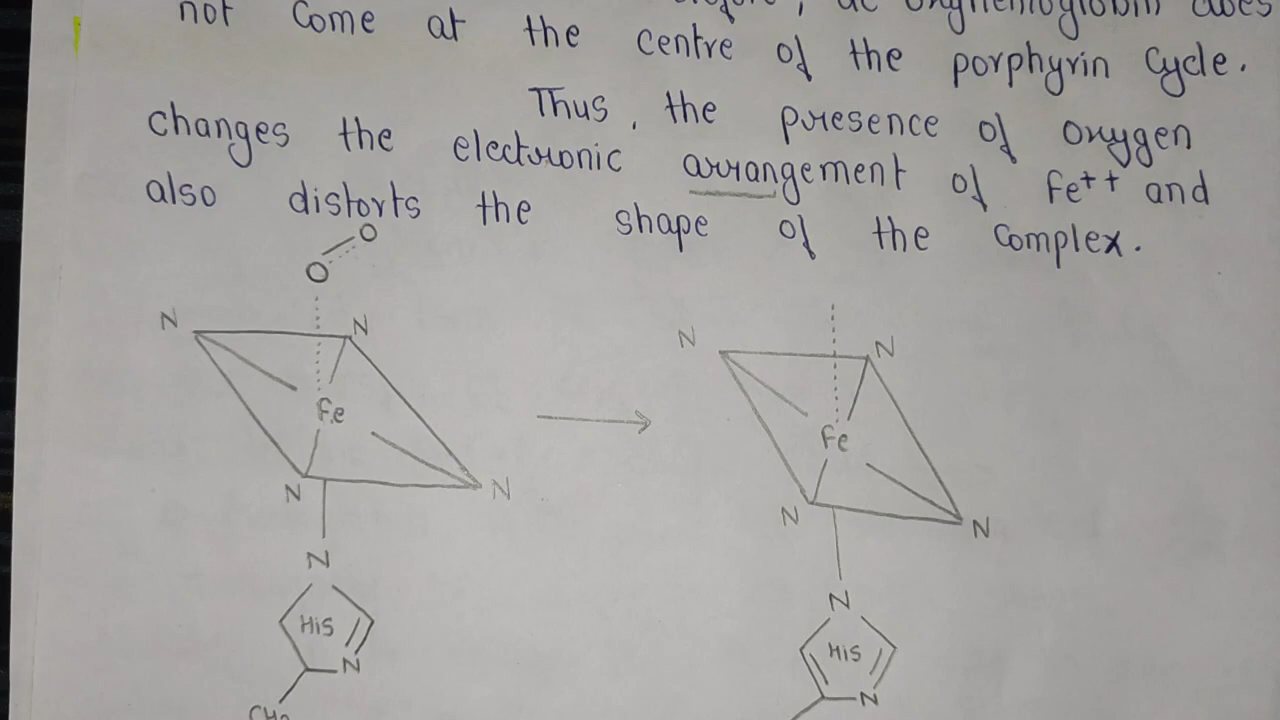 not come at the centre of the porphyrin cycle.
Thus, the presence of oxygen
changes the electronic arrangement of Fe++ and
also distorts the shape of the complex.
O
O
N N
Fe
N N
N
HIS
N
CH₂
N N
Fe
N N
N
HIS
N